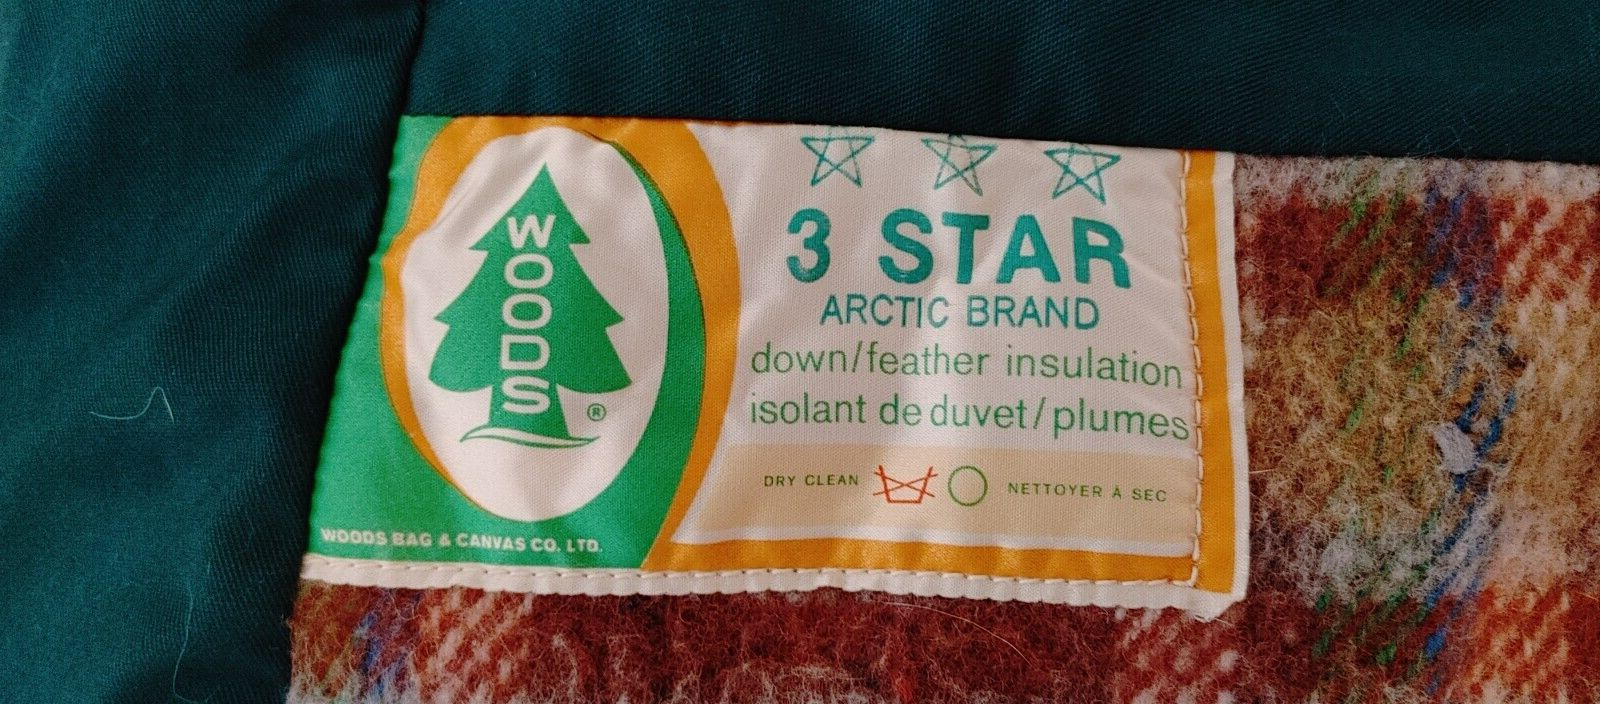 WOODS
®
WOODS BAG & CANVAS CO. LTD.
3 STAR
ARCTIC BRAND
down/feather insulation
isolant de duvet/plumes
DRY CLEAN NETTOYER À SEC